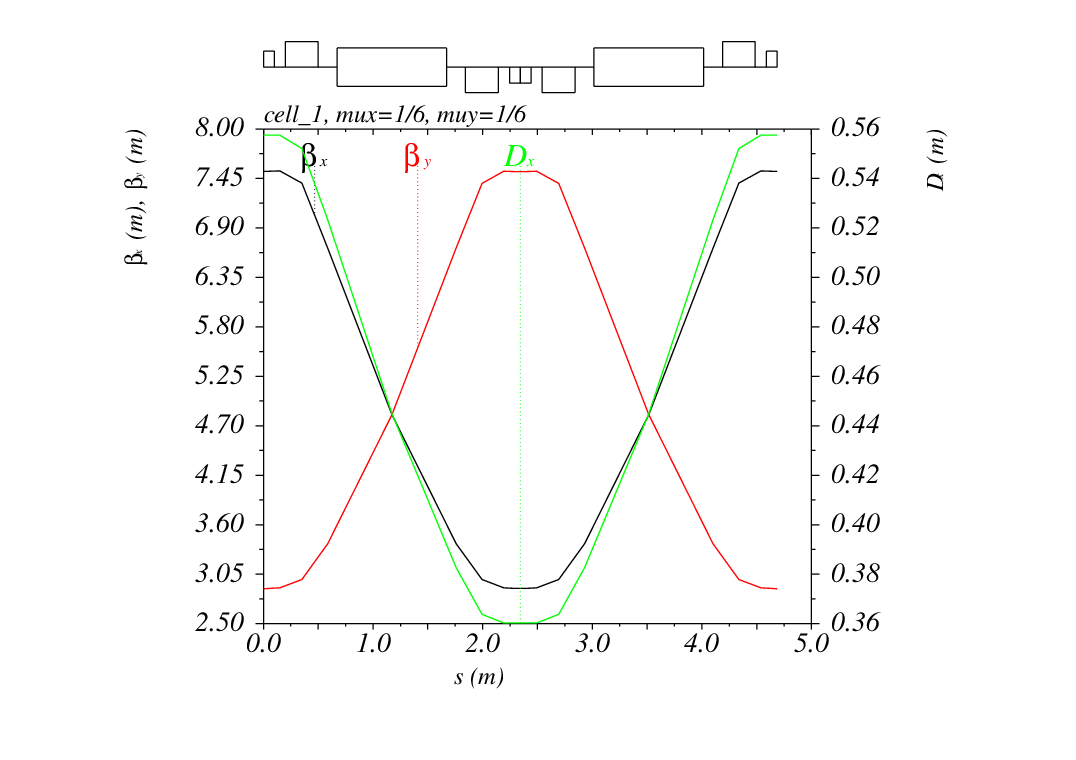 cell_1, mux=1/6, muy=1/6
βx (m), βy (m)
Dx (m)
βx βy Dx
8.00 0.56
7.45 0.54
6.90 0.52
6.35 0.50
5.80 0.48
5.25 0.46
4.70 0.44
4.15 0.42
3.60 0.40
3.05 0.38
2.50 0.36
0.0 1.0 2.0 3.0 4.0 5.0
s (m)